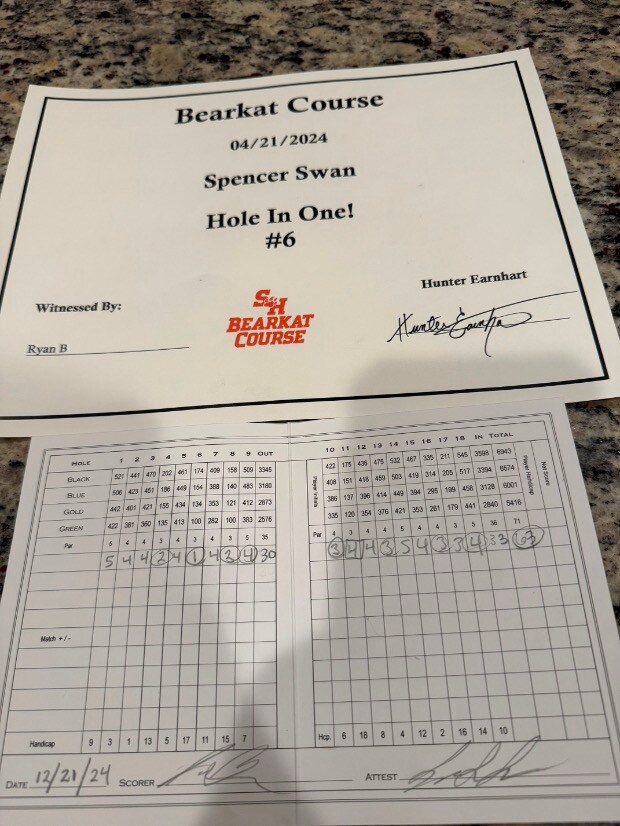 Bearkat Course
04/21/2024
Spencer Swan
Hole In One!
#6
Witnessed By:
Ryan B
SH
BEARKAT
COURSE
Hunter Earnhart
Hunter Earnhart
HOLE 1 2 3 4 5 6 7 8 9 OUT
BLACK 521 441 470 202 461 174 409 158 509 3345
BLUE 506 423 451 186 449 154 388 140 483 3180
GOLD 442 401 421 155 434 134 353 121 412 2873
GREEN 422 381 360 135 413 100 282 100 383 2576
Par 5 4 4 3 4 3 4 3 5 35
5 4 4 2 4 1 4 2 4 30
Match + / -
Handicap 9 3 1 13 5 17 11 15 7
10 11 12 13 14 15 16 17 18 IN TOTAL
422 175 436 475 532 467 335 211 545 3598 6943
408 151 418 459 503 419 314 205 517 3394 6574
386 137 396 414 449 394 295 199 458 3128 6001
335 120 354 376 421 353 261 179 441 2840 5416
Par 4 3 4 4 5 4 4 3 5 36 71
3 4 4 3 5 4 3 3 4 33 63
Player Initials
Player Handicap
Net Score
Hcp. 6 18 8 4 12 2 16 14 10
DATE 12/21/24 SCORER
ATTEST